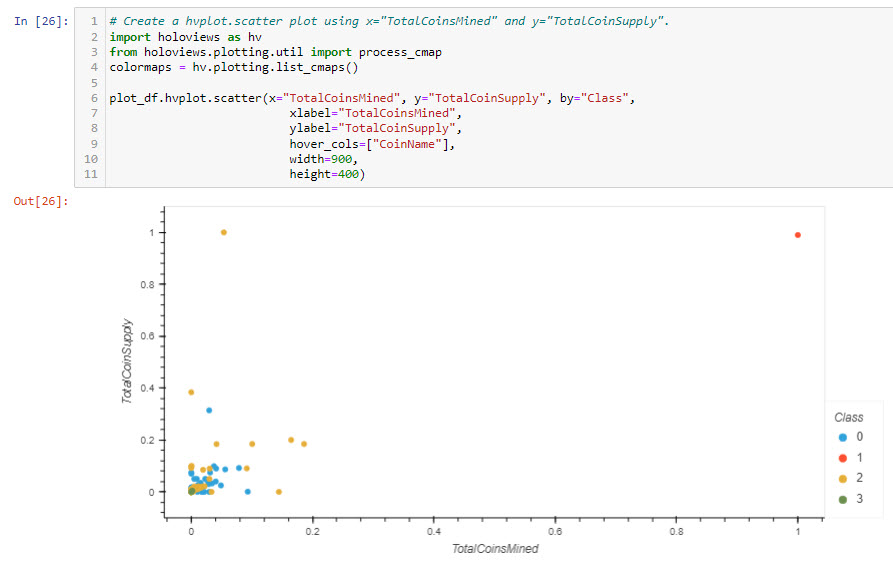 In [26]:
1 # Create a hvplot.scatter plot using x="TotalCoinsMined" and y="TotalCoinSupply".
2 import holoviews as hv
3 from holoviews.plotting.util import process_cmap
4 colormaps = hv.plotting.list_cmaps()
5
6 plot_df.hvplot.scatter(x="TotalCoinsMined", y="TotalCoinSupply", by="Class",
7 xlabel="TotalCoinsMined",
8 ylabel="TotalCoinSupply",
9 hover_cols=["CoinName"],
10 width=900,
11 height=400)
Out[26]:
1
0.8
0.6
0.4
0.2
0
TotalCoinSupply
0 0.2 0.4 0.6 0.8 1
TotalCoinsMined
Class
0
1
2
3